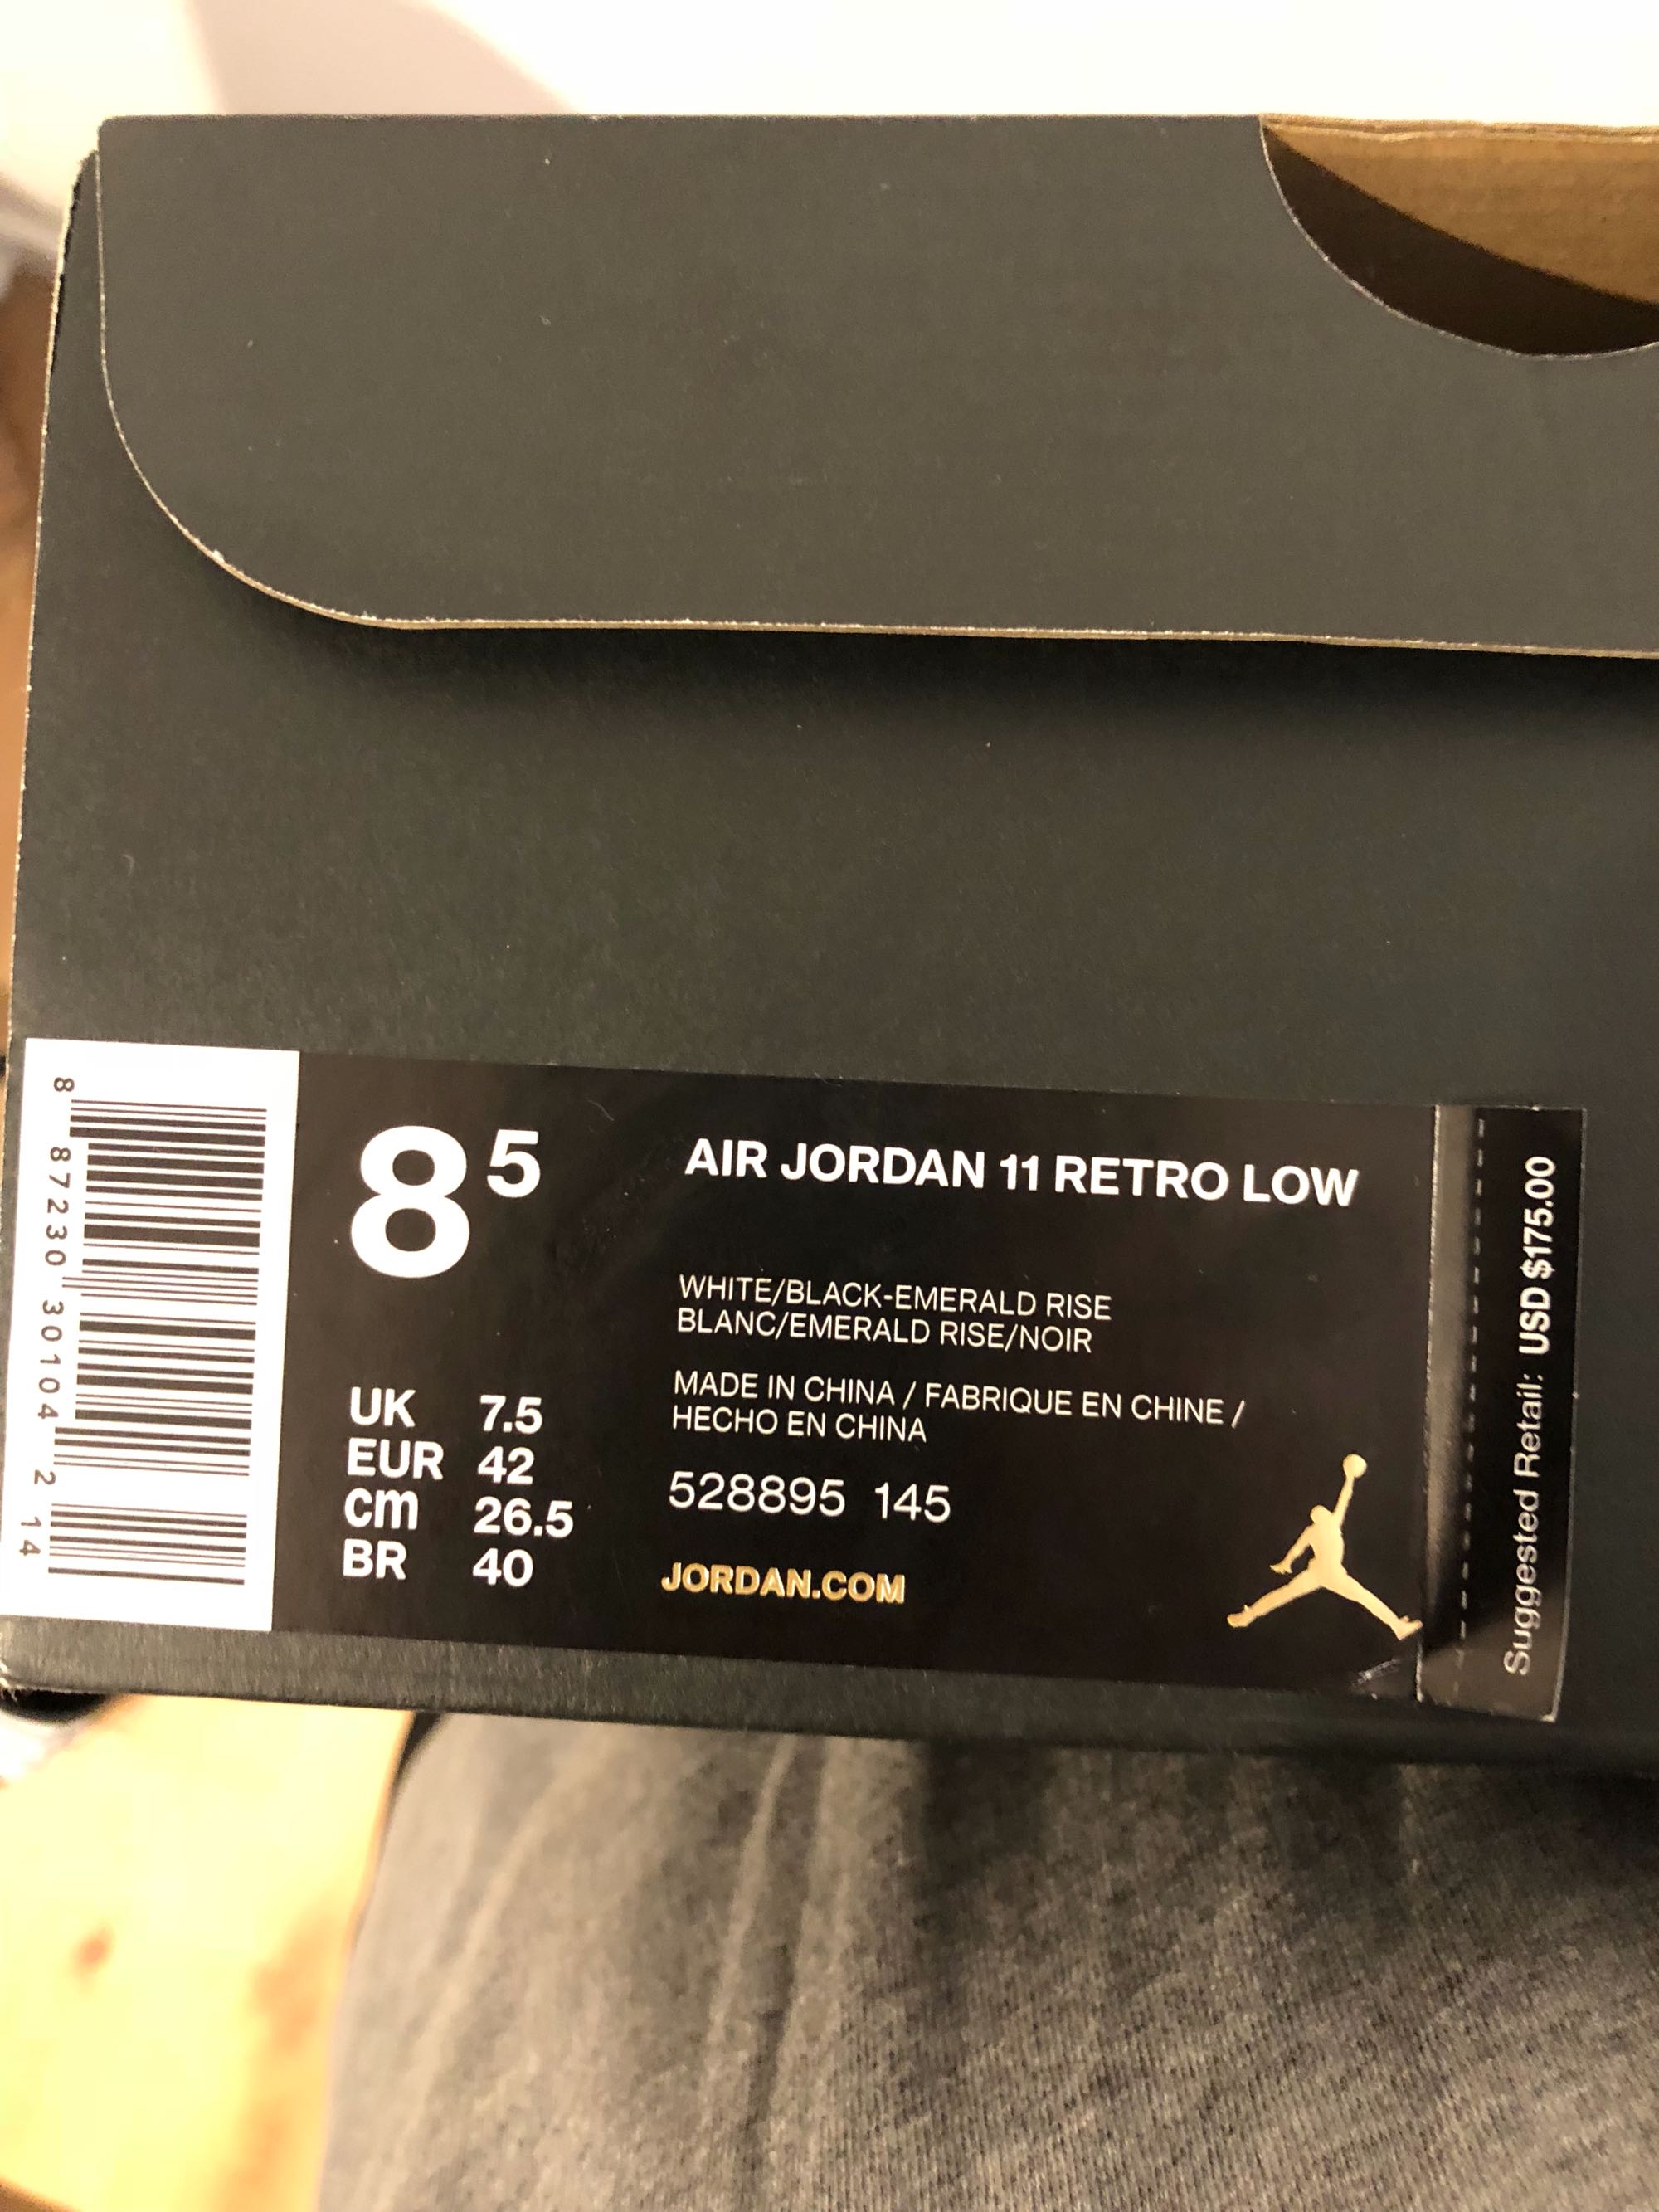 8 87230 30104 2 14
8 5
UK 7.5
EUR 42
cm 26.5
BR 40
AIR JORDAN 11 RETRO LOW
WHITE/BLACK-EMERALD RISE
BLANC/EMERALD RISE/NOIR
MADE IN CHINA / FABRIQUE EN CHINE /
HECHO EN CHINA
528895 145
JORDAN.COM
Suggested Retail: USD $175.00